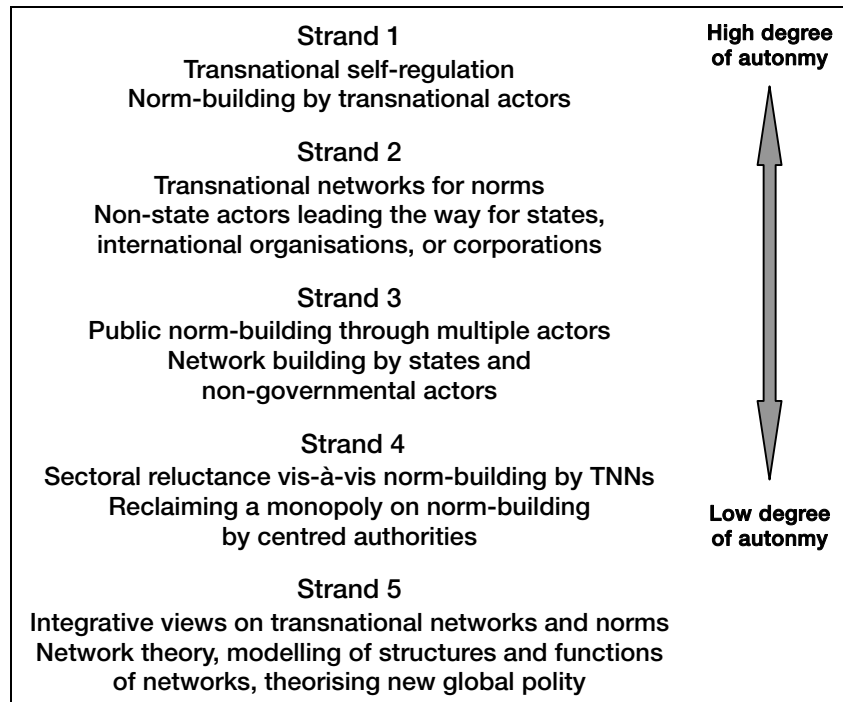 Strand 1
Transnational self-regulation
Norm-building by transnational actors
High degree
of autonmy
Strand 2
Transnational networks for norms
Non-state actors leading the way for states,
international organisations, or corporations
Strand 3
Public norm-building through multiple actors
Network building by states and
non-governmental actors
Strand 4
Sectoral reluctance vis-à-vis norm-building by TNNs
Reclaiming a monopoly on norm-building
by centred authorities
Low degree
of autonmy
Strand 5
Integrative views on transnational networks and norms
Network theory, modelling of structures and functions
of networks, theorising new global polity